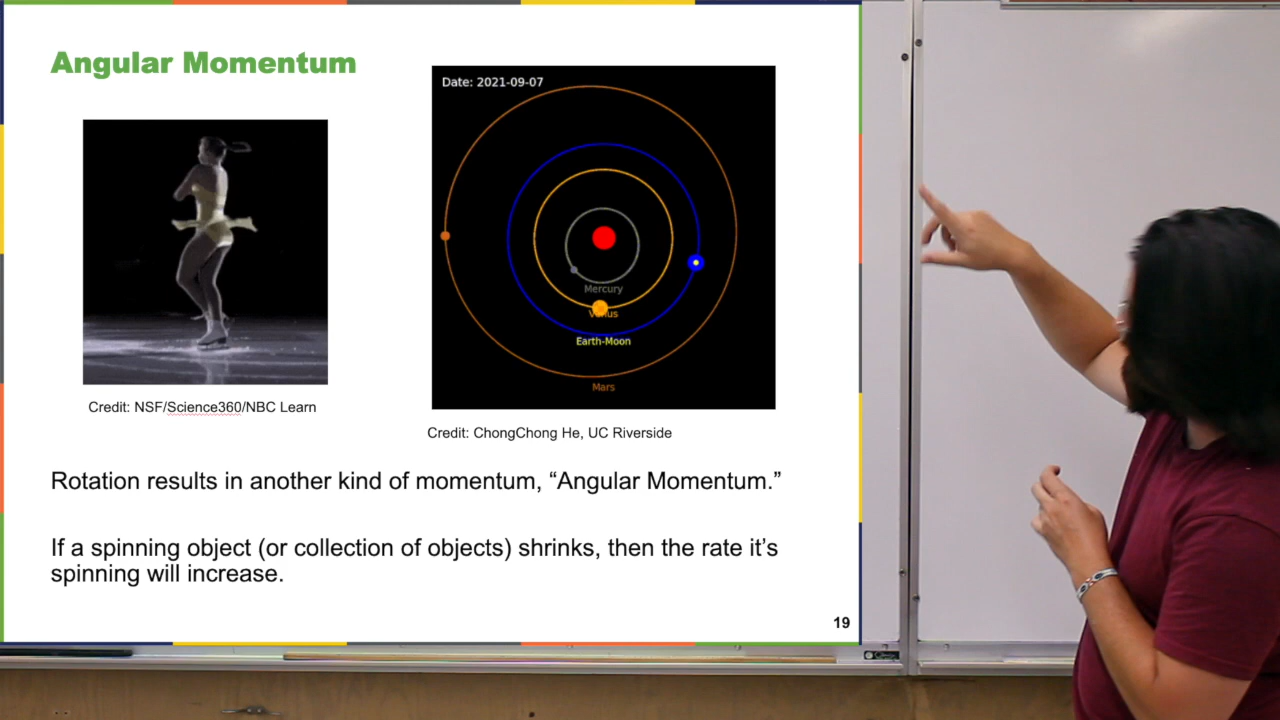 Angular Momentum
Date: 2021-09-07
Mercury
Venus
Earth-Moon
Mars
Credit: NSF/Science360/NBC Learn
Credit: ChongChong He, UC Riverside
Rotation results in another kind of momentum, “Angular Momentum.”
If a spinning object (or collection of objects) shrinks, then the rate it’s
spinning will increase.
19